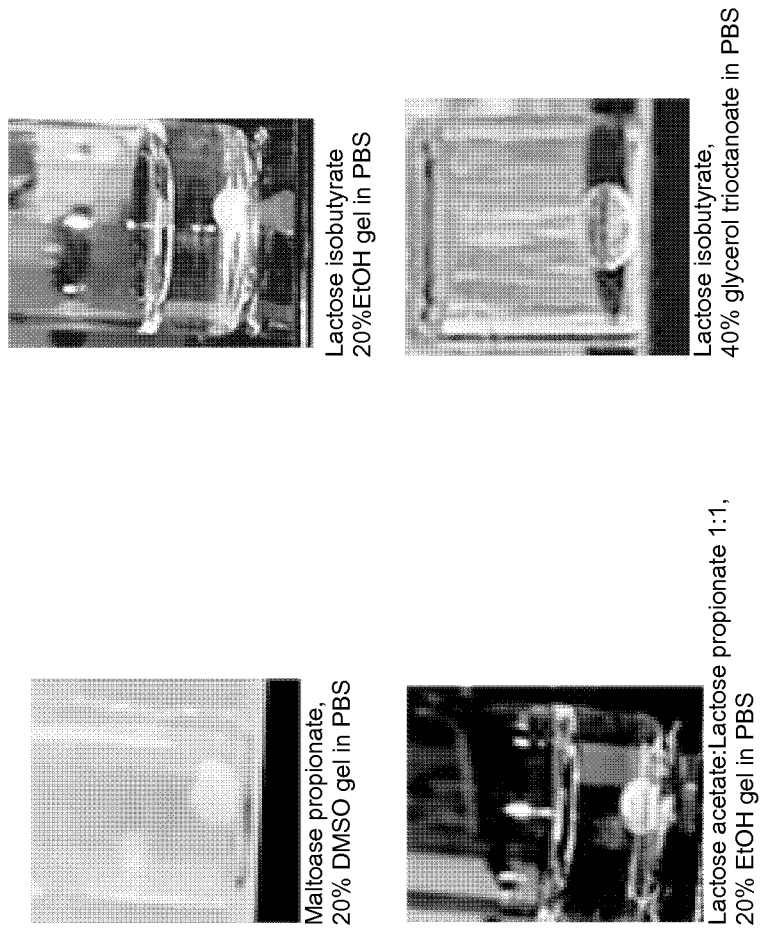 Maltoase propionate,
20% DMSO gel in PBS
Lactose isobutyrate
20%EtOH gel in PBS
Lactose acetate:Lactose propionate 1:1,
20% EtOH gel in PBS
Lactose isobutyrate,
40% glycerol trioctanoate in PBS